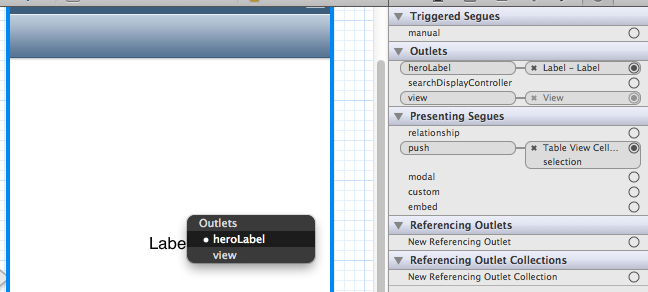 Labe
Outlets
heroLabel
view
Triggered Segues
manual
Outlets
heroLabel
Label – Label
searchDisplayController
view
View
Presenting Segues
relationship
push
Table View Cell...
selection
modal
custom
embed
Referencing Outlets
New Referencing Outlet
Referencing Outlet Collections
New Referencing Outlet Collection